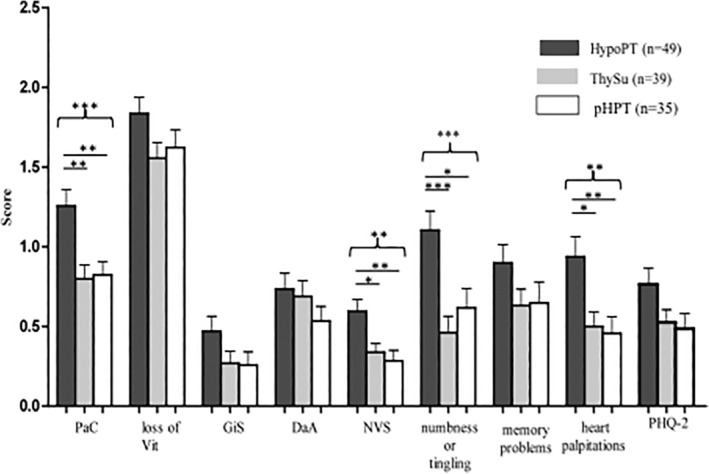 2.5
2.0
1.5
1.0
0.5
0.0
Score
HypoPT (n=49)
ThySu (n=39)
pHPT (n=35)
***
**
**
**
**
*
***
*
***
**
**
*
PaC
loss of
Vit
GiS
DaA
NVS
numbness
or
tingling
memory
problems
heart
palpitations
PHQ-2